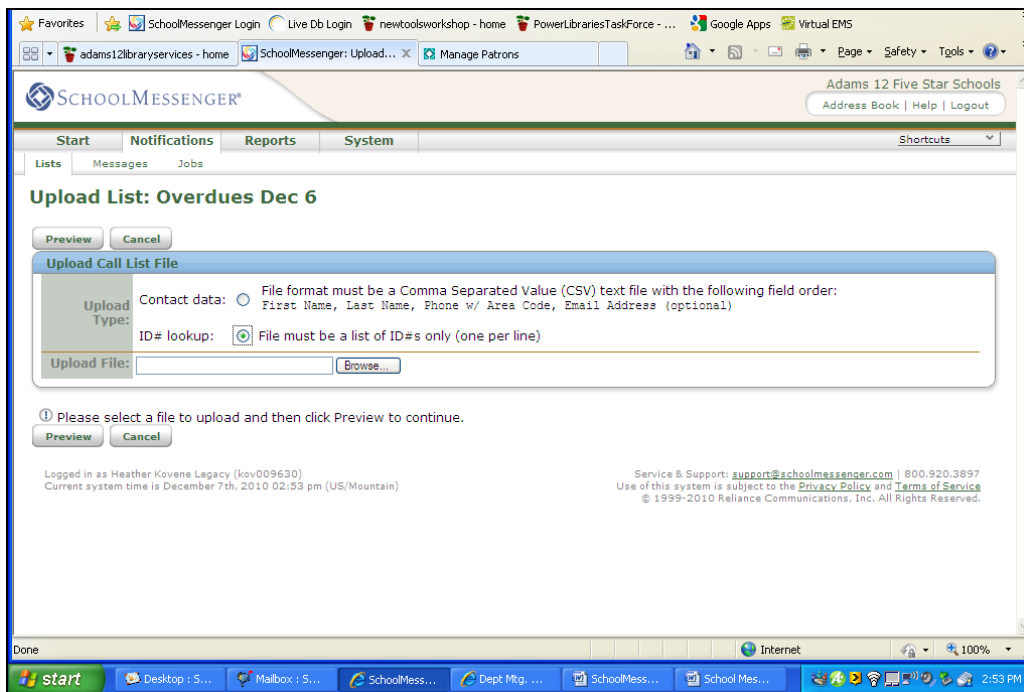 Favorites SchoolMessenger Login Live Db Login newtoolsworkshop - home PowerLibrariesTaskForce - ... Google Apps Virtual EMS
adams12libraryservices - home SchoolMessenger: Upload... X Manage Patrons Page Safety Tools
SCHOOLMESSENGER®
Adams 12 Five Star Schools
Address Book | Help | Logout
Start Notifications Reports System Shortcuts
Lists Messages Jobs
Upload List: Overdues Dec 6
Preview Cancel
Upload Call List File
Upload Type:
Contact data: File format must be a Comma Separated Value (CSV) text file with the following field order:
First Name, Last Name, Phone w/ Area Code, Email Address (optional)
ID# lookup: File must be a list of ID#s only (one per line)
Upload File: Browse...
Please select a file to upload and then click Preview to continue.
Preview Cancel
Logged in as Heather Kovene Legacy (kov009630)
Current system time is December 7th, 2010 02:53 pm (US/Mountain)
Service & Support: support@schoolmessenger.com | 800.920.3897
Use of this system is subject to the Privacy Policy and Terms of Service
© 1999-2010 Reliance Communications, Inc. All Rights Reserved.
Done Internet 100%
start Desktop : S... Mailbox : S... SchoolMess... Dept Mtg. ... SchoolMess... School Mes... 2:53 PM